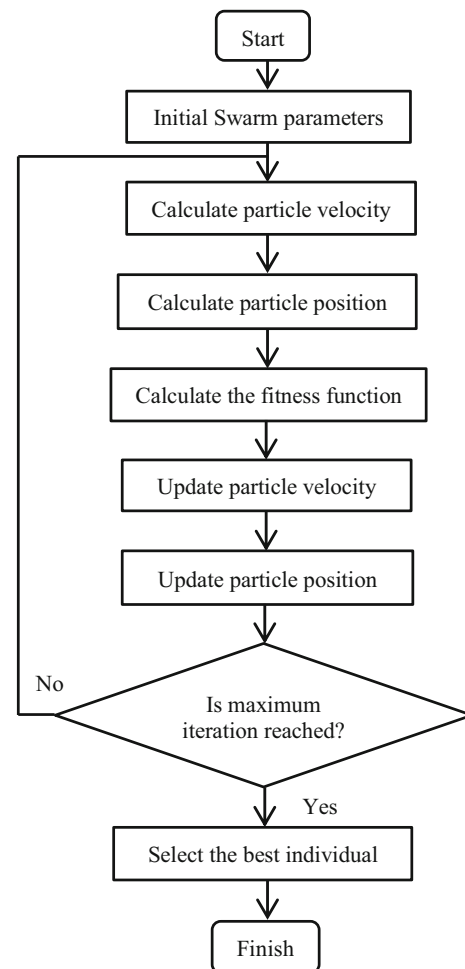 Start
Initial Swarm parameters
Calculate particle velocity
Calculate particle position
Calculate the fitness function
Update particle velocity
Update particle position
No
Is maximum
iteration reached?
Yes
Select the best individual
Finish